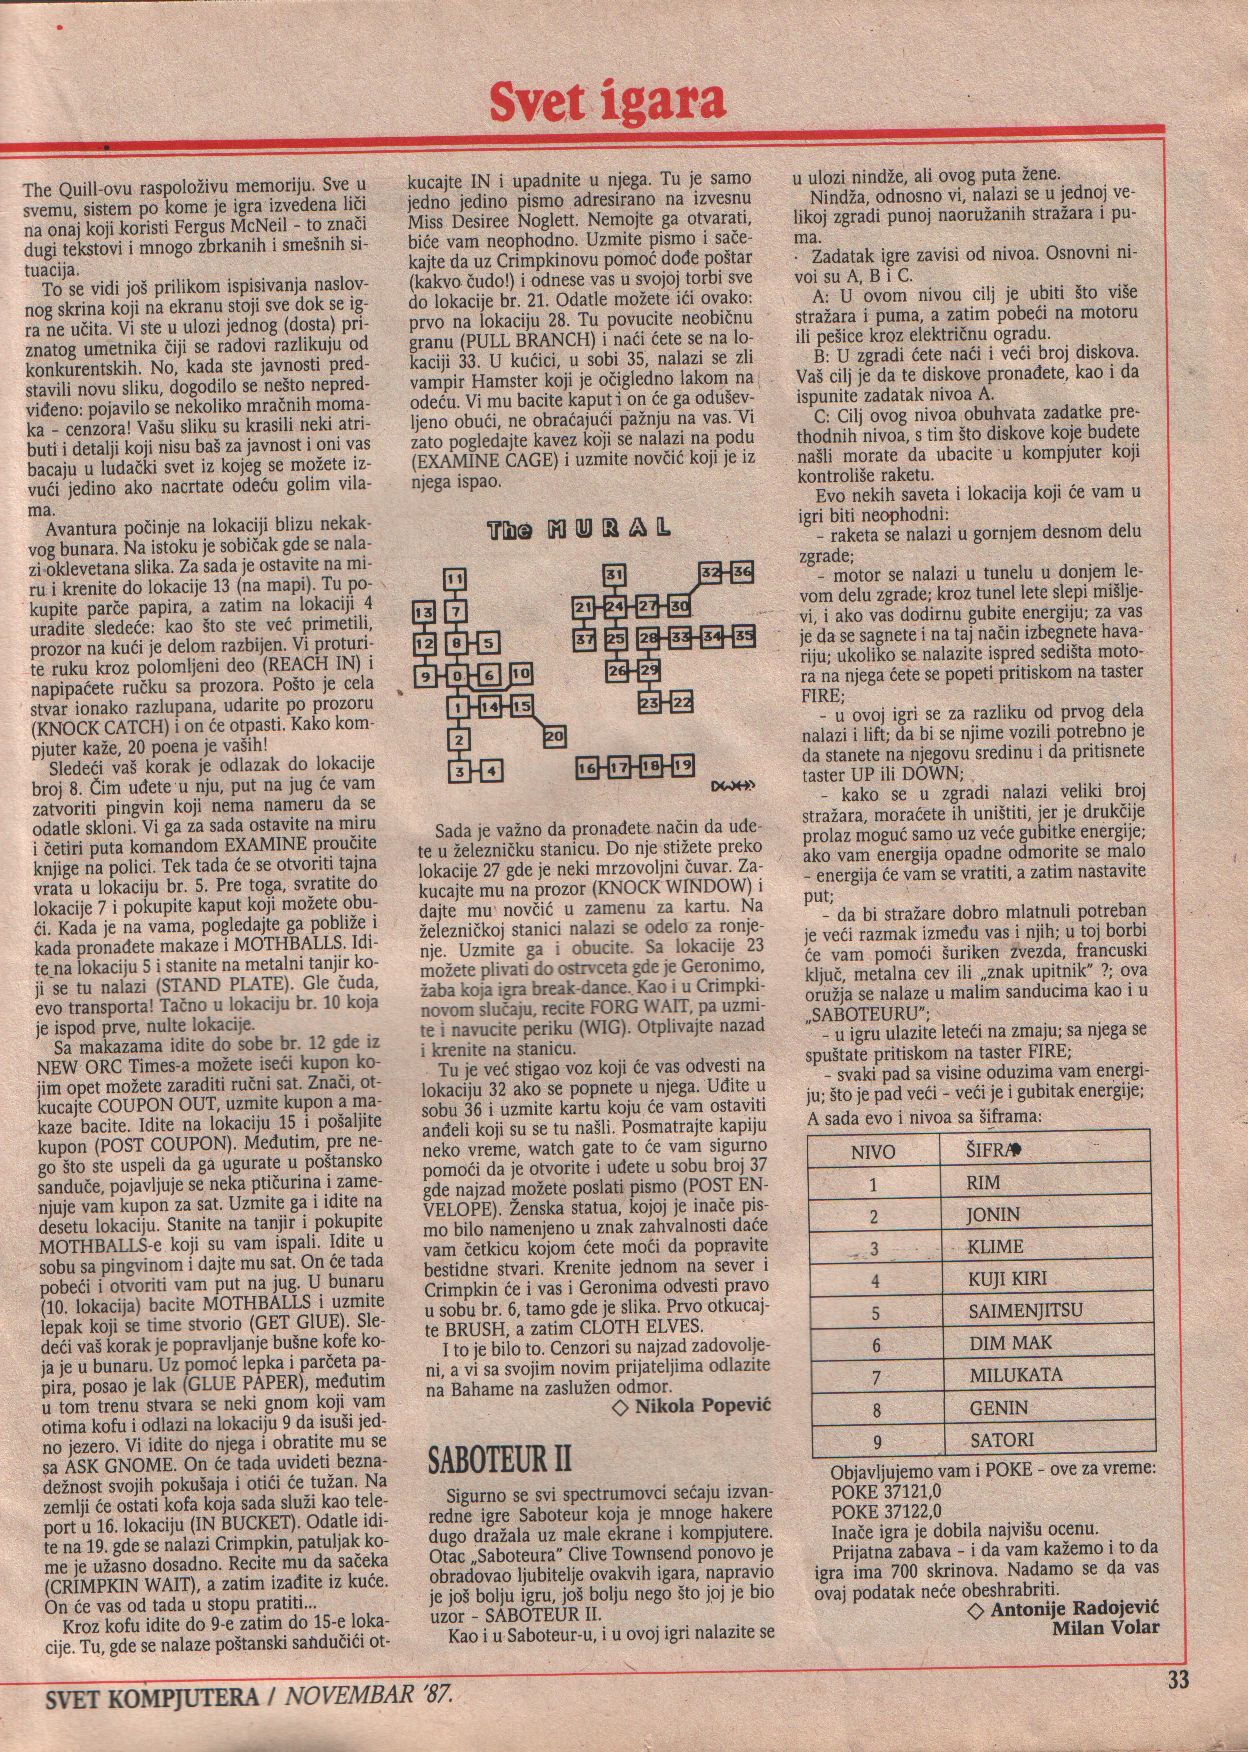 Svet igara
The Quill-ovu raspoloživu memoriju. Sve u
svemu, sistem po kome je igra izvedena liči
na onaj koji koristi Fergus McNeil – to znači
dugi tekstovi i mnogo zbrkanih i smešnih si-
tuacija.
To se vidi još prilikom ispisivanja naslov-
nog skrina koji na ekranu stoji sve dok se ig-
ra ne učita. Vi ste u ulozi jednog (dosta) pri-
znatog umetnika čiji se radovi razlikuju od
konkurentskih. No, kada ste javnosti pred-
stavili novu sliku, dogodilo se nešto nepred-
viđeno: pojavilo se nekoliko mračnih moma-
ka – cenzora! Vašu sliku su krasili neki atri-
buti i detalji koji nisu baš za javnost i oni vas
bacaju u ludački svet iz kojeg se možete iz-
vući jedino ako nacrtate odeću golim vila-
ma.
Avantura počinje na lokaciji blizu nekak-
vog bunara. Na istoku je sobičak gde se nala-
zi oklevetana slika. Za sada je ostavite na mi-
ru i krenite do lokacije 13 (na mapi). Tu po-
kupite parče papira, a zatim na lokaciji 4
uradite sledeće: kao što ste već primetili,
prozor na kući je delom razbijen. Vi proturi-
te ruku kroz polomljeni deo (REACH IN) i
napipaćete ručku sa prozora. Pošto je cela
stvar ionako razlupana, udarite po prozoru
(KNOCK CATCH) i on će otpasti. Kako kom-
pjuter kaže, 20 poena je vaših!
Sledeći vaš korak je odlazak do lokacije
broj 8. Čim uđete u nju, put na jug će vam
zatvoriti pingvin koji nema nameru da se
odatle skloni. Vi ga za sada ostavite na miru
i četiri puta komandom EXAMINE proučite
knjige na polici. Tek tada će se otvoriti tajna
vrata u lokaciju br. 5. Pre toga, svratite do
lokacije 7 i pokupite kaput koji možete obu-
ći. Kada je na vama, pogledajte ga pobliže i
kada pronađete makaze i MOTHBALLS. Idi-
te na lokaciju 5 i stanite na metalni tanjir ko-
ji se tu nalazi (STAND PLATE). Gle čuda,
evo transporta! Tačno u lokaciju br. 10 koja
je ispod prve, nulte lokacije.
Sa makazama idite do sobe br. 12 gde iz
NEW ORC Times-a možete iseći kupon ko-
jim opet možete zaraditi ručni sat. Znači, ot-
kucajte COUPON OUT, uzmite kupon a ma-
kaze bacite. Idite na lokaciju 15 i pošaljite
kupon (POST COUPON). Međutim, pre ne-
go što ste uspeli da ga ugurate u poštansko
sanduče, pojavljuje se neka ptičurina i zame-
njuje vam kupon za sat. Uzmite ga i idite na
desetu lokaciju. Stanite na tanjir i pokupite
MOTHBALLS-e koji su vam ispali. Idite u
sobu sa pingvinom i dajte mu sat. On će tada
pobeći i otvoriti vam put na jug. U bunaru
(10. lokacija) bacite MOTHBALLS i uzmite
lepak koji se time stvorio (GET GlUE). Sle-
deći vaš korak je popravljanje bušne kofe ko-
ja je u bunaru. Uz pomoć lepka i parčeta pa-
pira, posao je lak (GLUE PAPER), međutim
u tom trenu stvara se neki gnom koji vam
otima kofu i odlazi na lokaciju 9 da isuši jed-
no jezero. Vi idite do njega i obratite mu se
sa ASK GNOME. On će tada uvideti bezna-
dežnost svojih pokušaja i otići će tužan. Na
zemlji će ostati kofa koja sada služi kao tele-
port u 16. lokaciju (IN BUCKET). Odatle idi-
te na 19. gde se nalazi Crimpkin, patuljak ko-
me je užasno dosadno. Recite mu da sačeka
(CRIMPKIN WAIT), a zatim izađite iz kuće.
On će vas od tada u stopu pratiti...
Kroz kofu idite do 9-e zatim do 15-e loka-
cije. Tu, gde se nalaze poštanski sandučići ot-
kucajte IN i upadnite u njega. Tu je samo
jedno jedino pismo adresirano na izvesnu
Miss Desiree Noglett. Nemojte ga otvarati,
biće vam neophodno. Uzmite pismo i sače-
kajte da uz Crimpkinovu pomoć dođe poštar
(kakvo čudo!) i odnese vas u svojoj torbi sve
do lokacije br. 21. Odatle možete ići ovako:
prvo na lokaciju 28. Tu povucite neobičnu
granu (PULL BRANCH) i naći ćete se na lo-
kaciji 33. U kućici, u sobi 35, nalazi se zli
vampir Hamster koji je očigledno lakom na
odeću. Vi mu bacite kaput i on će ga odušev-
ljeno obući, ne obraćajući pažnju na vas. Vi
zato pogledajte kavez koji se nalazi na podu
(EXAMINE CAGE) i uzmite novčić koji je iz
njega ispao.
The MURAL
11 31 32 36
13 7 21 24 27 30
12 8 5 37 25 28 33 34 35
9 0 6 10 26 29
1 14 15 23 22
2 20
3 4 16 17 18 19
Sada je važno da pronađete način da uđe-
te u železničku stanicu. Do nje stižete preko
lokacije 27 gde je neki mrzovoljni čuvar. Za-
kucajte mu na prozor (KNOCK WINDOW) i
dajte mu novčić u zamenu za kartu. Na
železničkoj stanici nalazi se odelo za ronje-
nje. Uzmite ga i obucite. Sa lokacije 23
možete plivati do ostrvceta gde je Geronimo,
žaba koja igra break-dance. Kao i u Crimpki-
novom slučaju, recite FORG WAIT, pa uzmi-
te i navucite periku (WIG). Otplivajte nazad
i krenite na stanicu.
Tu je već stigao voz koji će vas odvesti na
lokaciju 32 ako se popnete u njega. Uđite u
sobu 36 i uzmite kartu koju će vam ostaviti
anđeli koji su se tu našli. Posmatrajte kapiju
neko vreme, watch gate to će vam sigurno
pomoći da je otvorite i uđete u sobu broj 37
gde najzad možete poslati pismo (POST EN-
VELOPE). Ženska statua, kojoj je inače pis-
mo bilo namenjeno u znak zahvalnosti daće
vam četkicu kojom ćete moći da popravite
bestidne stvari. Krenite jednom na sever i
Crimpkin će i vas i Geronima odvesti pravo
u sobu br. 6, tamo gde je slika. Prvo otkucaj-
te BRUSH, a zatim CLOTH ELVES.
I to je bilo to. Cenzori su najzad zadovolje-
ni, a vi sa svojim novim prijateljima odlazite
na Bahame na zaslužen odmor.
◇ Nikola Popević
SABOTEUR II
Sigurno se svi spectrumovci sećaju izvan-
redne igre Saboteur koja je mnoge hakere
dugo držala uz male ekrane i kompjutere.
Otac „Saboteura" Clive Townsend ponovo je
obradovao ljubitelje ovakvih igara, napravio
je još bolju igru, još bolju nego što joj je bio
uzor – SABOTEUR II.
Kao i u Saboteur-u, i u ovoj igri nalazite se
u ulozi nindže, ali ovog puta žene.
Nindža, odnosno vi, nalazi se u jednoj ve-
likoj zgradi punoj naoružanih stražara i pu-
ma.
Zadatak igre zavisi od nivoa. Osnovni ni-
voi su A, B i C.
A: U ovom nivou cilj je ubiti što više
stražara i puma, a zatim pobeći na motoru
ili pešice kroz električnu ogradu.
B: U zgradi ćete naći i veći broj diskova.
Vaš cilj je da te diskove pronađete, kao i da
ispunite zadatak nivoa A.
C: Cilj ovog nivoa obuhvata zadatke pre-
thodnih nivoa, s tim što diskove koje budete
našli morate da ubacite u kompjuter koji
kontroliše raketu.
Evo nekih saveta i lokacija koji će vam u
igri biti neophodni:
– raketa se nalazi u gornjem desnom delu
zgrade;
– motor se nalazi u tunelu u donjem le-
vom delu zgrade; kroz tunel lete slepi mišlje-
vi, i ako vas dodirnu gubite energiju; za vas
je da se sagnete i na taj način izbegnete hava-
riju; ukoliko se nalazite ispred sedišta moto-
ra na njega ćete se popeti pritiskom na taster
FIRE;
– u ovoj igri se za razliku od prvog dela
nalazi i lift; da bi se njime vozili potrebno je
da stanete na njegovu sredinu i da pritisnete
taster UP ili DOWN;
– kako se u zgradi nalazi veliki broj
stražara, moraćete ih uništiti, jer je drukčije
prolaz moguć samo uz veće gubitke energije;
ako vam energija opadne odmorite se malo
– energija će vam se vratiti, a zatim nastavite
put;
– da bi stražare dobro mlatnuli potreban
je veći razmak između vas i njih; u toj borbi
će vam pomoći šuriken zvezda, francuski
ključ, metalna cev ili „znak upitnik" ?; ova
oružja se nalaze u malim sanducima kao i u
„SABOTEURU";
– u igru ulazite leteći na zmaju; sa njega se
spuštate pritiskom na taster FIRE;
– svaki pad sa visine oduzima vam energi-
ju; što je pad veći – veći je i gubitak energije;
A sada evo i nivoa sa šiframa:
NIVO ŠIFRA
1 RIM
2 JONIN
3 KLIME
4 KUJI KIRI
5 SAIMENJITSU
6 DIM MAK
7 MILUKATA
8 GENIN
9 SATORI
Objavljujemo vam i POKE – ove za vreme:
POKE 37121,0
POKE 37122,0
Inače igra je dobila najvišu ocenu.
Prijatna zabava – i da vam kažemo i to da
igra ima 700 skrinova. Nadamo se da vas
ovaj podatak neće obeshrabriti.
◇ Antonije Radojević
Milan Volar
SVET KOMPJUTERA / NOVEMBAR '87.
33